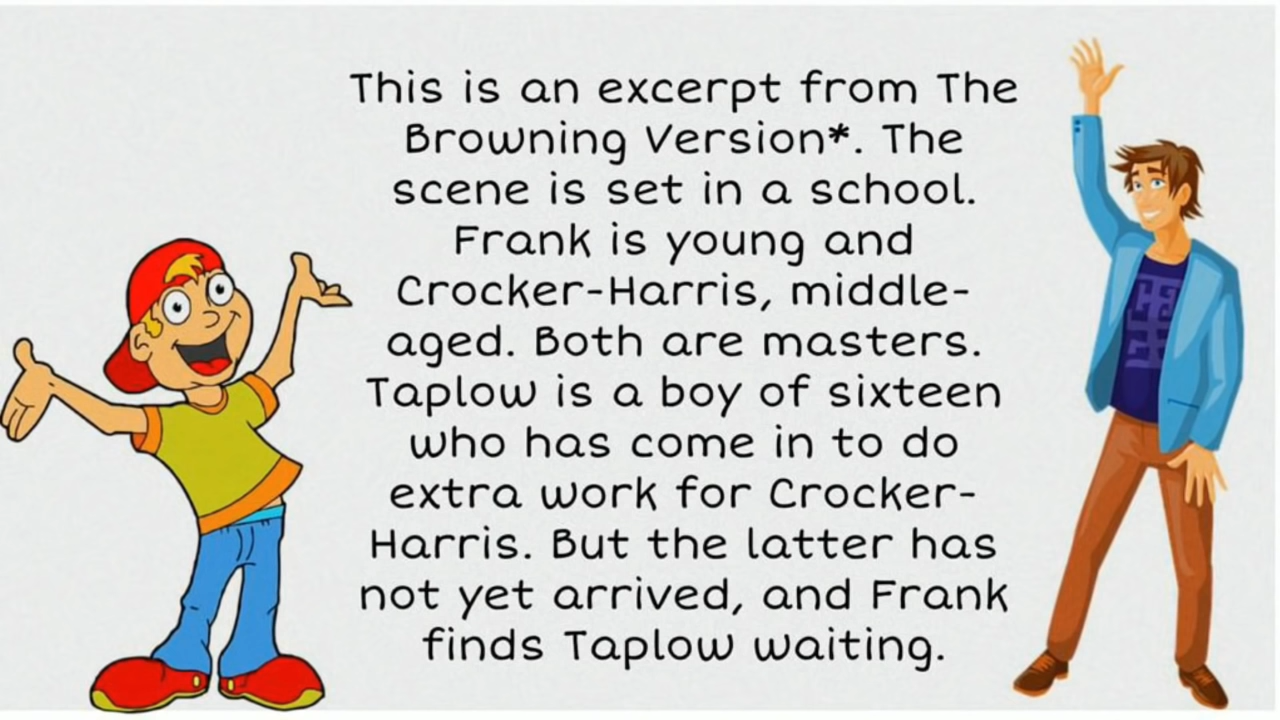 This is an excerpt from The
Browning Version*. The
scene is set in a school.
Frank is young and
Crocker-Harris, middle-
aged. Both are masters.
Taplow is a boy of sixteen
who has come in to do
extra work for Crocker-
Harris. But the latter has
not yet arrived, and Frank
finds Taplow waiting.